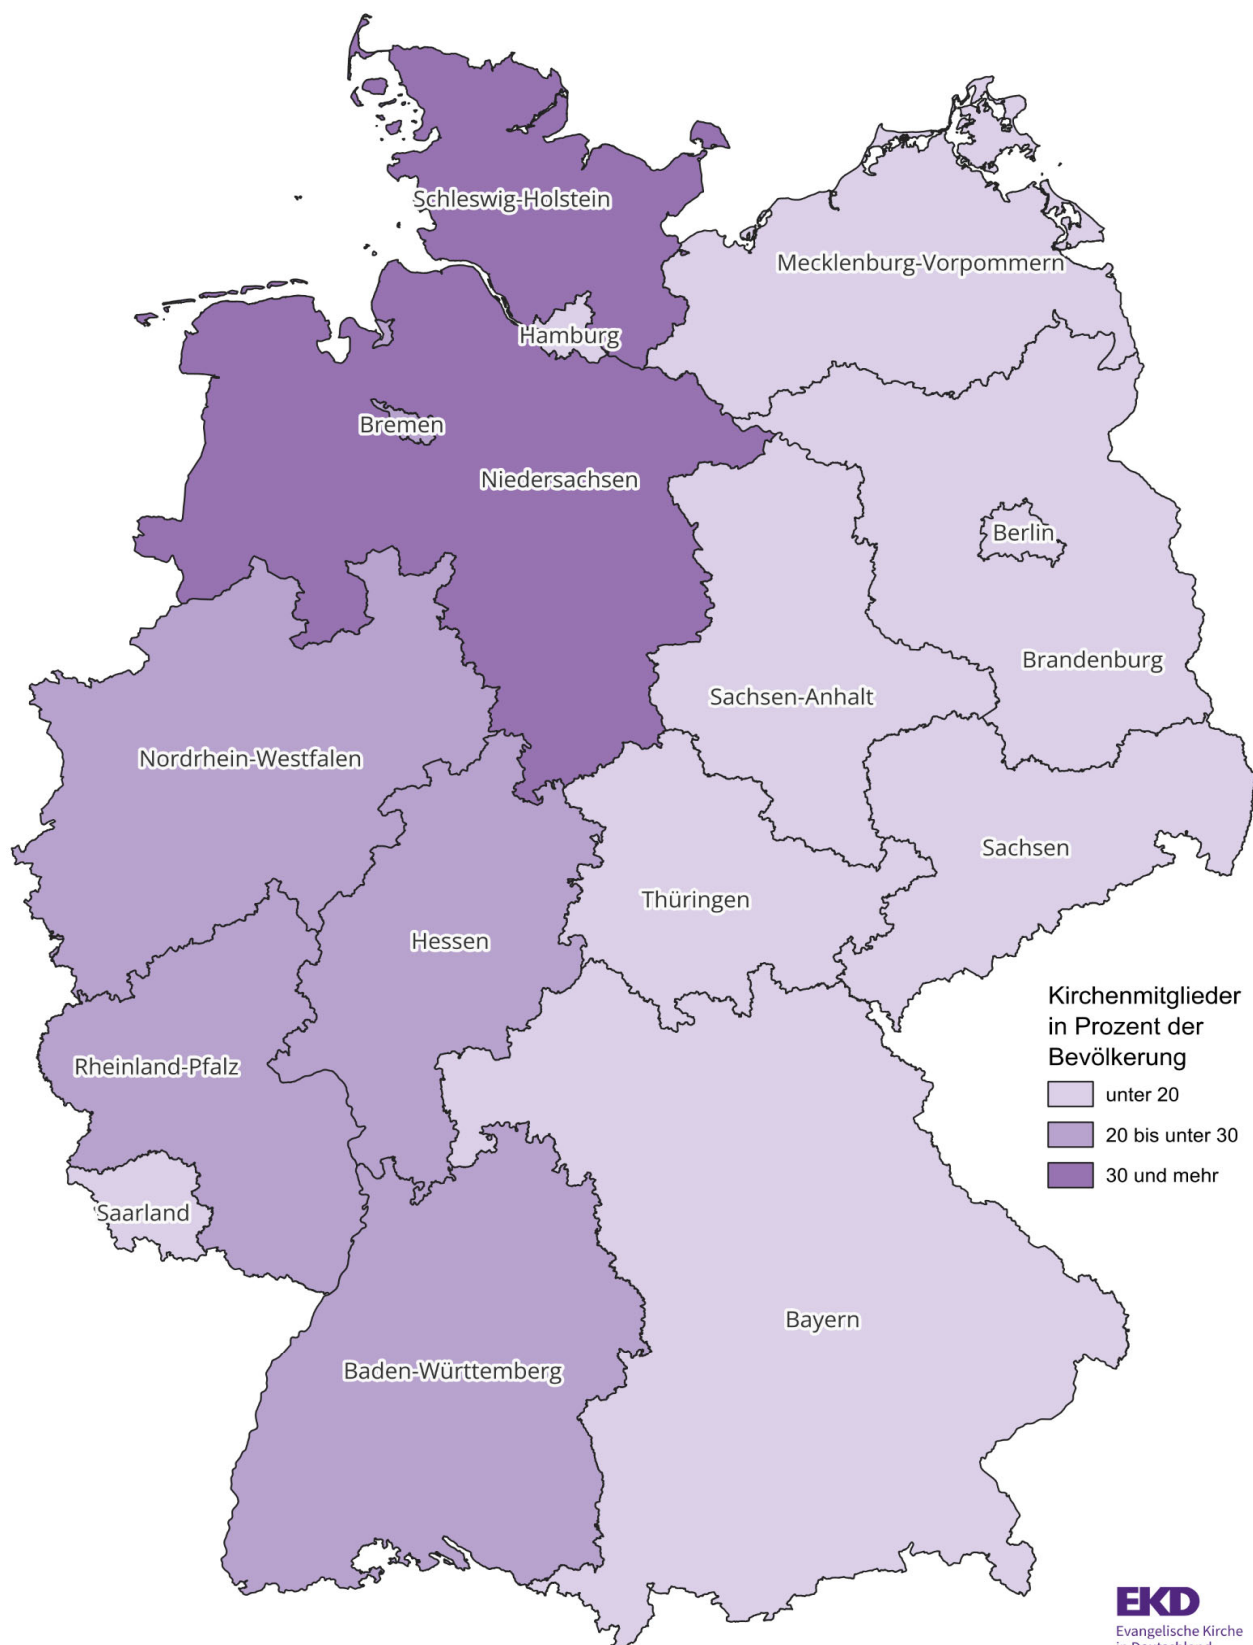 Schleswig-Holstein
Mecklenburg-Vorpommern
Hamburg
Bremen
Niedersachsen
Berlin
Brandenburg
Sachsen-Anhalt
Nordrhein-Westfalen
Sachsen
Thüringen
Hessen
Kirchenmitglieder
in Prozent der
Bevölkerung
unter 20
20 bis unter 30
30 und mehr
Rheinland-Pfalz
Saarland
Bayern
Baden-Württemberg
EKD
Evangelische Kirche
in Deutschland